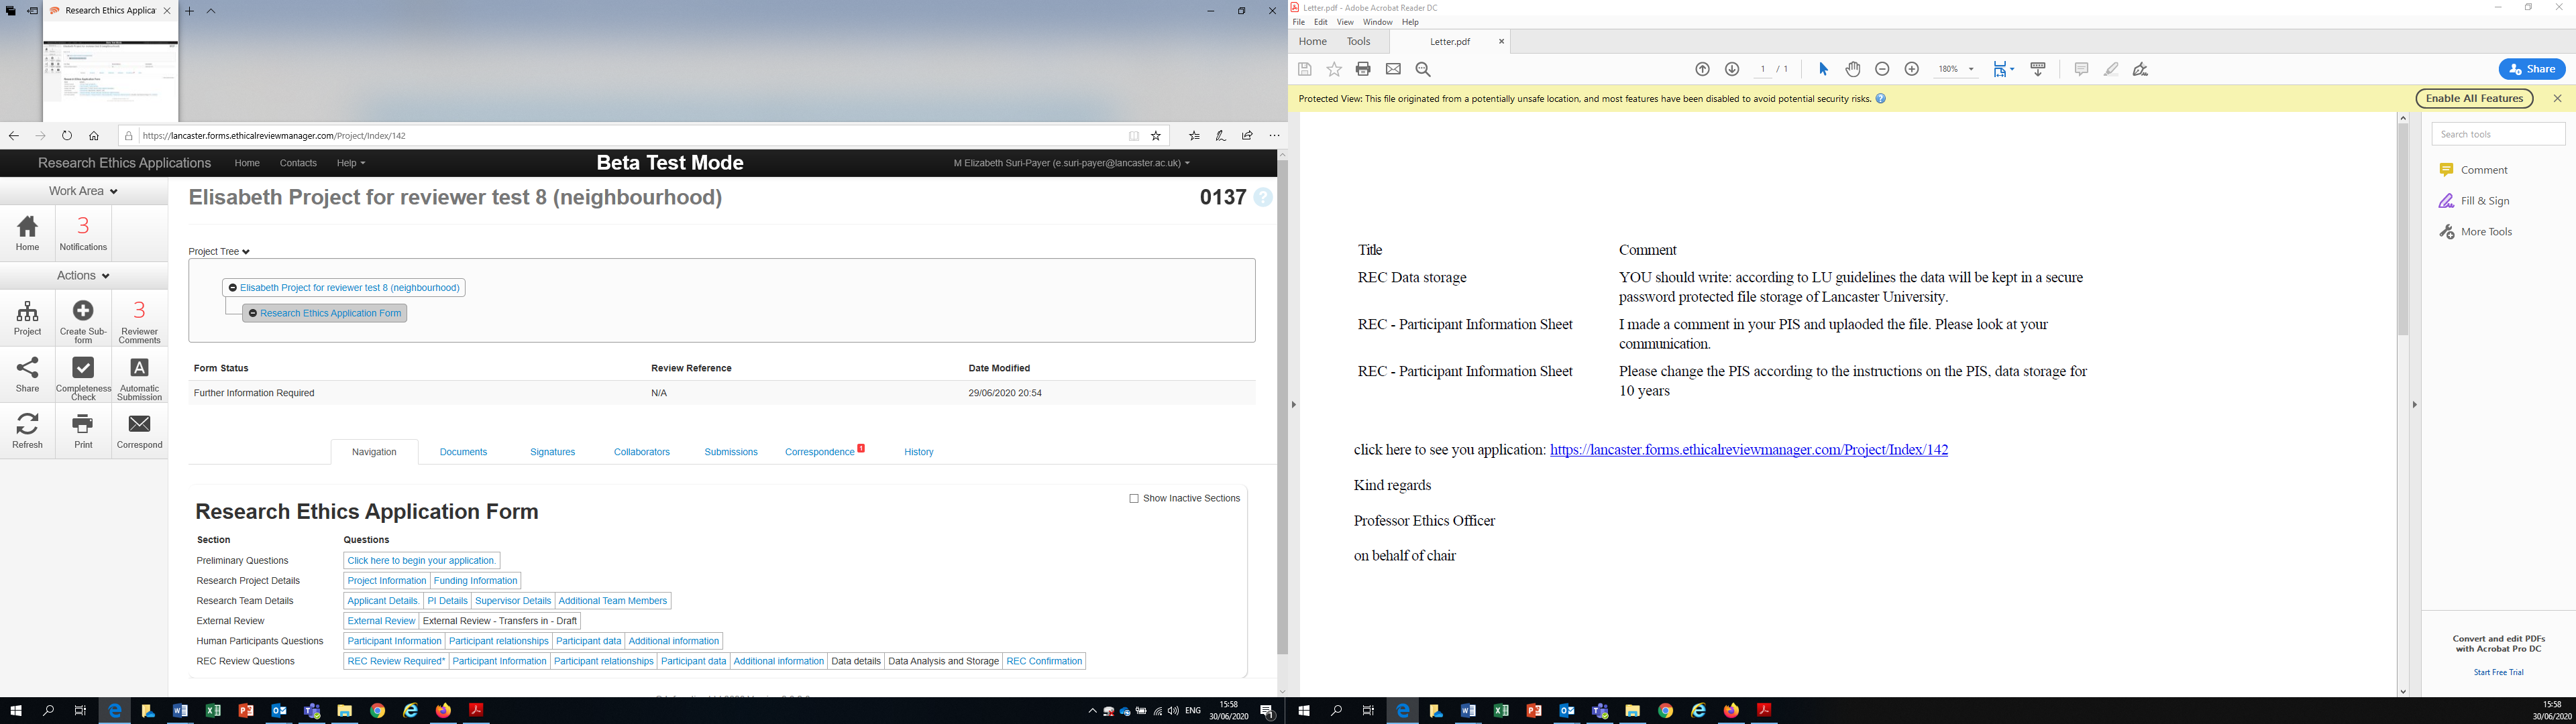 Research Ethics Applica
https://lancaster.forms.ethicalreviewmanager.com/Project/Index/142
Research Ethics Applications Home Contacts Help Beta Test Mode M Elizabeth Suri-Payer (e.suri-payer@lancaster.ac.uk)
Work Area
Home
3
Notifications
Actions
Project
Create Sub-form
3
Reviewer Comments
Share
Completeness Check
Automatic Submission
Refresh
Print
Correspond
Elisabeth Project for reviewer test 8 (neighbourhood) 0137
Project Tree
Elisabeth Project for reviewer test 8 (neighbourhood)
Research Ethics Application Form
Form Status Review Reference Date Modified
Further Information Required N/A 29/06/2020 20:54
Navigation Documents Signatures Collaborators Submissions Correspondence 1 History
Show Inactive Sections
Research Ethics Application Form
Section Questions
Preliminary Questions Click here to begin your application.
Research Project Details Project Information Funding Information
Research Team Details Applicant Details. PI Details Supervisor Details Additional Team Members
External Review External Review External Review - Transfers in - Draft
Human Participants Questions Participant Information Participant relationships Participant data Additional information
REC Review Questions REC Review Required* Participant Information Participant relationships Participant data Additional information Data details Data Analysis and Storage REC Confirmation
ENG
15:58
30/06/2020
Letter.pdf - Adobe Acrobat Reader DC
File Edit View Window Help
Home Tools Letter.pdf
1 / 1 180% Share
Protected View: This file originated from a potentially unsafe location, and most features have been disabled to avoid potential security risks. Enable All Features
Title Comment
REC Data storage YOU should write: according to LU guidelines the data will be kept in a secure
password protected file storage of Lancaster University.
REC - Participant Information Sheet I made a comment in your PIS and uplaoded the file. Please look at your
communication.
REC - Participant Information Sheet Please change the PIS according to the instructions on the PIS, data storage for
10 years
click here to see you application: https://lancaster.forms.ethicalreviewmanager.com/Project/Index/142
Kind regards
Professor Ethics Officer
on behalf of chair
Search tools
Comment
Fill & Sign
More Tools
Convert and edit PDFs
with Acrobat Pro DC
Start Free Trial
15:58
30/06/2020